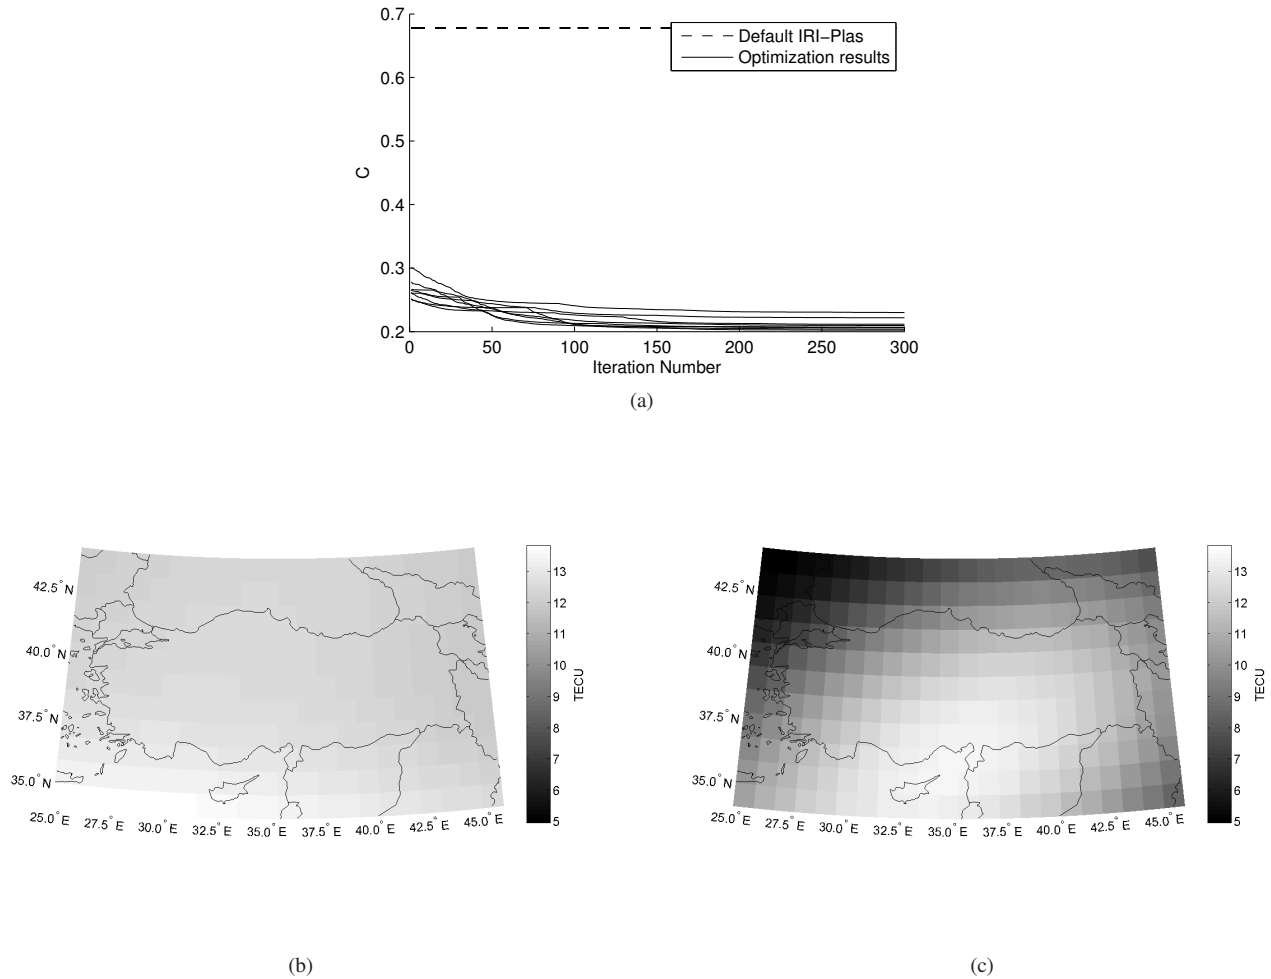 0.7
0.6
0.5
0.4
0.3
0.2
C
Default IRI−Plas
Optimization results
0 50 100 150 200 250 300
Iteration Number
(a)
42.5° N
40.0° N
37.5° N
35.0° N
25.0° E 27.5° E 30.0° E 32.5° E 35.0° E 37.5° E 40.0° E 42.5° E 45.0° E
13
12
11
10
9
8
7
6
5
TECU
(b)
42.5° N
40.0° N
37.5° N
35.0° N
25.0° E 27.5° E 30.0° E 32.5° E 35.0° E 37.5° E 40.0° E 42.5° E 45.0° E
13
12
11
10
9
8
7
6
5
TECU
(c)